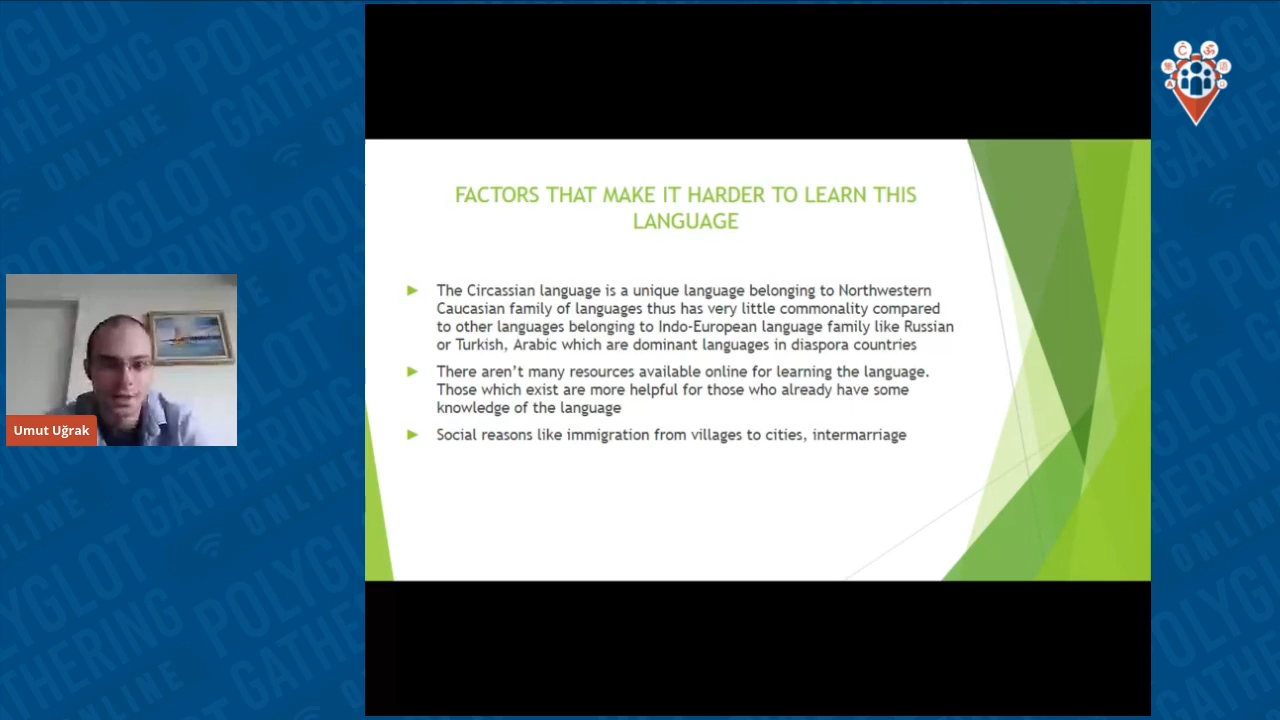 FACTORS THAT MAKE IT HARDER TO LEARN THIS
LANGUAGE
The Circassian language is a unique language belonging to Northwestern
Caucasian family of languages thus has very little commonality compared
to other languages belonging to Indo-European language family like Russian
or Turkish, Arabic which are dominant languages in diaspora countries
There aren't many resources available online for learning the language.
Those which exist are more helpful for those who already have some
knowledge of the language
Social reasons like immigration from villages to cities, intermarriage
Umut Uğrak
POLYGLOT
GATHERING
ONLINE
Ĉ
ॐ